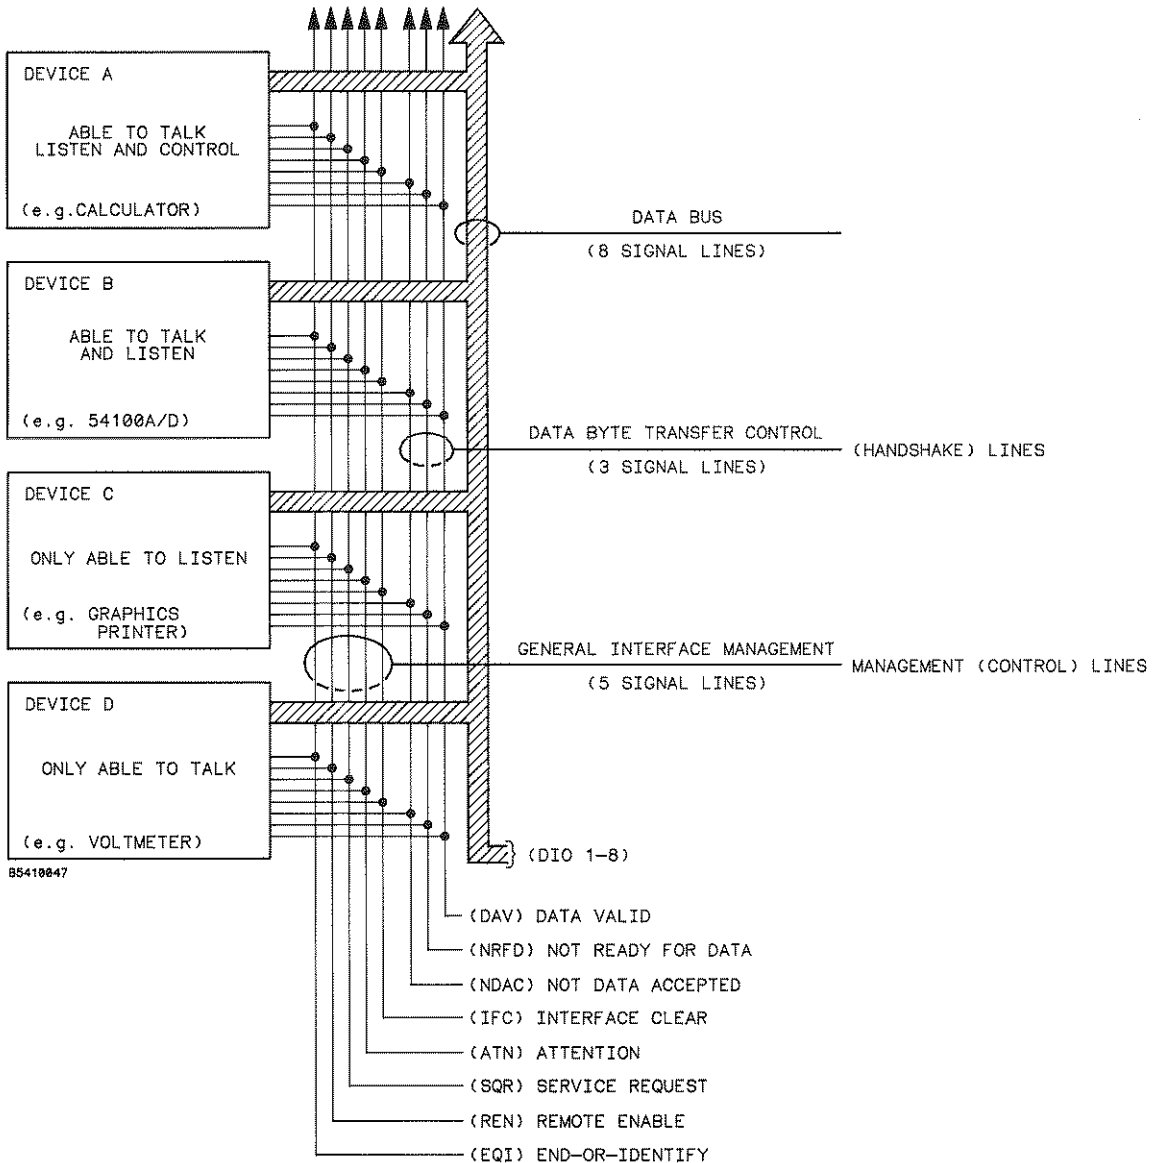 DEVICE A
ABLE TO TALK
LISTEN AND CONTROL
(e.g.CALCULATOR)
DATA BUS
(8 SIGNAL LINES)
DEVICE B
ABLE TO TALK
AND LISTEN
(e.g. 54100A/D)
DATA BYTE TRANSFER CONTROL
(3 SIGNAL LINES)
(HANDSHAKE) LINES
DEVICE C
ONLY ABLE TO LISTEN
(e.g. GRAPHICS
PRINTER)
GENERAL INTERFACE MANAGEMENT
(5 SIGNAL LINES)
MANAGEMENT (CONTROL) LINES
DEVICE D
ONLY ABLE TO TALK
(e.g. VOLTMETER)
B5410047
(DIO 1-8)
(DAV) DATA VALID
(NRFD) NOT READY FOR DATA
(NDAC) NOT DATA ACCEPTED
(IFC) INTERFACE CLEAR
(ATN) ATTENTION
(SQR) SERVICE REQUEST
(REN) REMOTE ENABLE
(EQI) END-OR-IDENTIFY